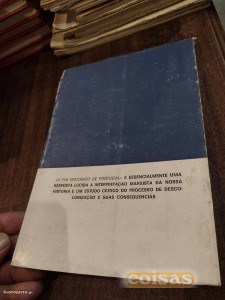 «O FIM HISTÓRICO DE PORTUGAL» É ESSENCIALMENTE UMA
RESPOSTA LÚCIDA À INTERPRETAÇÃO MARXISTA DA NOSSA
HISTÓRIA E UM ESTUDO CRÍTICO DO PROCESSO DE DESCO-
LONIZAÇÃO E SUAS CONSEQUÊNCIAS
coisas